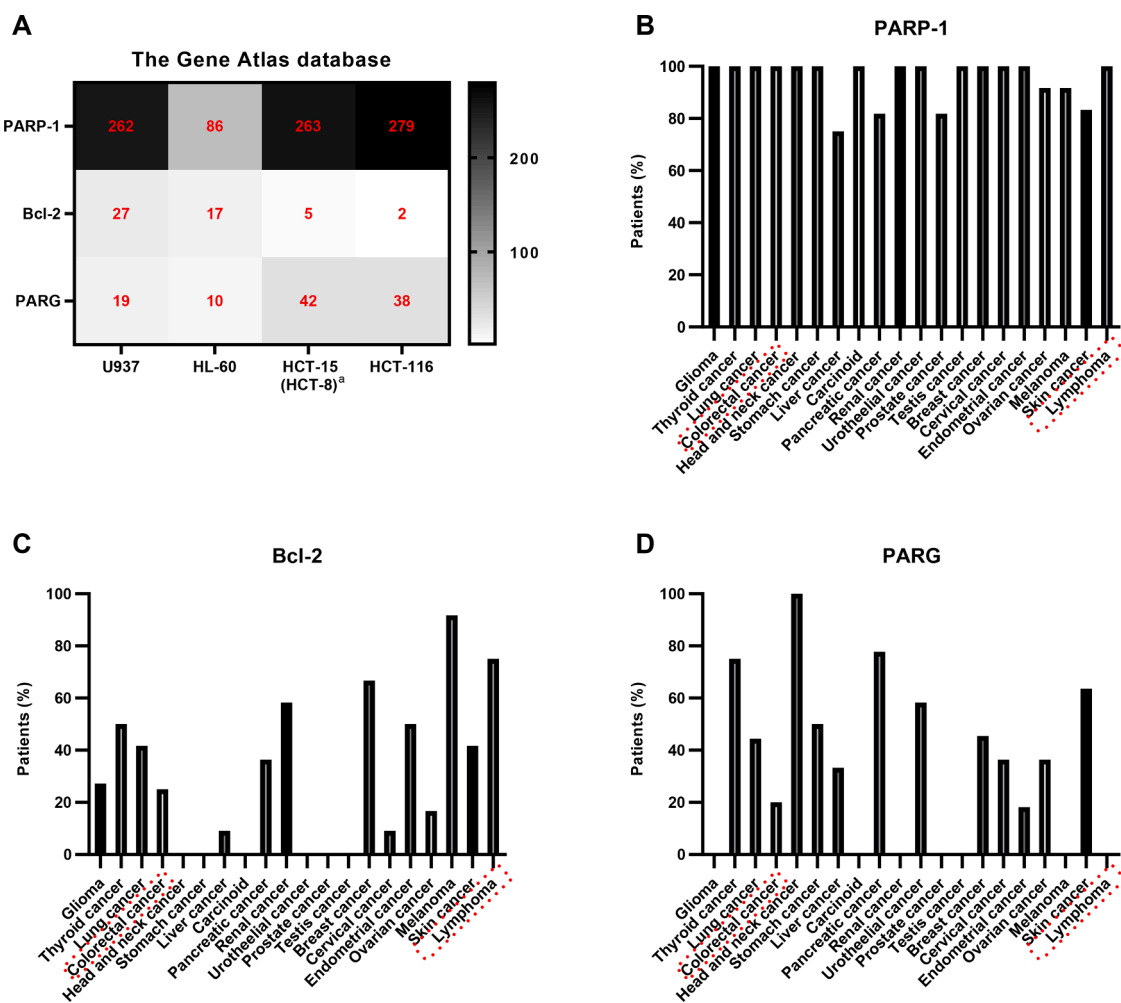 A
The Gene Atlas database
PARP-1
262
86
263
279
Bcl-2
27
17
5
2
PARG
19
10
42
38
U937
HL-60
HCT-15
(HCT-8)a
HCT-116
200
100
B
PARP-1
Patients (%)
100
80
60
40
20
0
Glioma
Thyroid cancer
Lung cancer
Colorectal cancer
Head and neck cancer
Stomach cancer
Liver cancer
Carcinoid
Pancreatic cancer
Renal cancer
Urotheelial cancer
Prostate cancer
Testis cancer
Breast cancer
Cervical cancer
Endometrial cancer
Ovarian cancer
Melanoma
Skin cancer
Lymphoma
C
Bcl-2
Patients (%)
100
80
60
40
20
0
Glioma
Thyroid cancer
Lung cancer
Colorectal cancer
Head and neck cancer
Stomach cancer
Liver cancer
Carcinoid
Pancreatic cancer
Renal cancer
Urotheelial cancer
Prostate cancer
Testis cancer
Breast cancer
Cervical cancer
Endometrial cancer
Ovarian cancer
Melanoma
Skin cancer
Lymphoma
D
PARG
Patients (%)
100
80
60
40
20
0
Glioma
Thyroid cancer
Lung cancer
Colorectal cancer
Head and neck cancer
Stomach cancer
Liver cancer
Carcinoid
Pancreatic cancer
Renal cancer
Urotheelial cancer
Prostate cancer
Testis cancer
Breast cancer
Cervical cancer
Endometrial cancer
Ovarian cancer
Melanoma
Skin cancer
Lymphoma